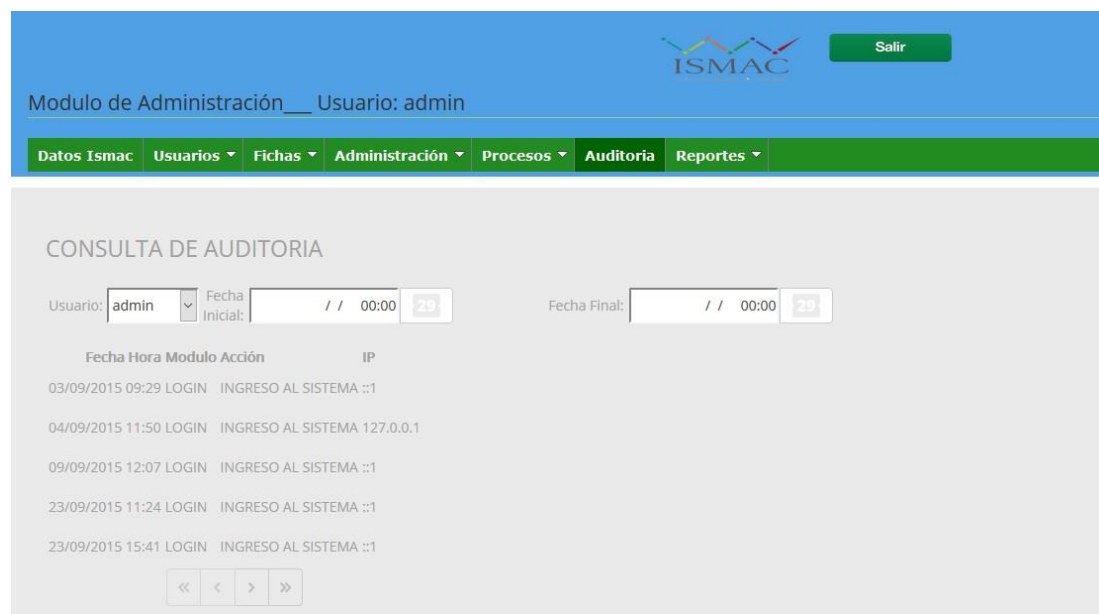 ISMAC
Salir
Modulo de Administración___ Usuario: admin
Datos Ismac Usuarios Fichas Administración Procesos Auditoria Reportes
CONSULTA DE AUDITORIA
Usuario: admin Fecha Inicial: / / 00:00 29 Fecha Final: / / 00:00 29
Fecha Hora Modulo Acción IP
03/09/2015 09:29 LOGIN INGRESO AL SISTEMA ::1
04/09/2015 11:50 LOGIN INGRESO AL SISTEMA 127.0.0.1
09/09/2015 12:07 LOGIN INGRESO AL SISTEMA ::1
23/09/2015 11:24 LOGIN INGRESO AL SISTEMA ::1
23/09/2015 15:41 LOGIN INGRESO AL SISTEMA ::1
« < > »